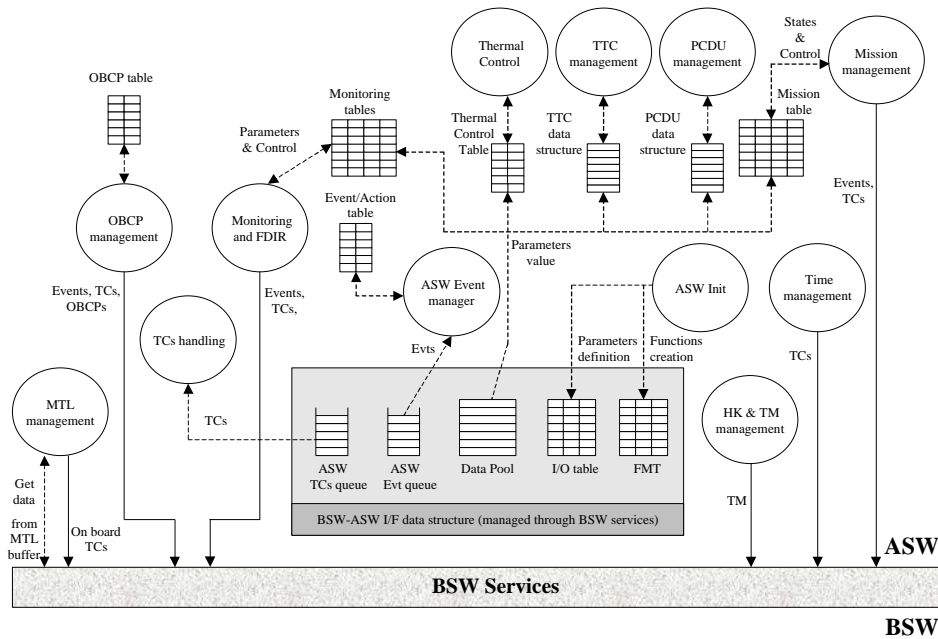 States
&
Control
OBCP table
Thermal
Control
TTC
management
PCDU
management
Mission
management
Monitoring
tables
Mission
table
Parameters
& Control
Thermal
Control
Table
TTC
data
structure
PCDU
data
structure
Event/Action
table
Events,
TCs
OBCP
management
Monitoring
and FDIR
Parameters
value
Events, TCs,
OBCPs
Events,
TCs,
ASW Event
manager
ASW Init
Time
management
TCs handling
Evts
Parameters
definition
Functions
creation
TCs
MTL
management
TCs
HK & TM
management
ASW
TCs queue
ASW
Evt queue
Data Pool
I/O table
FMT
Get
data
from
MTL
buffer
On board
TCs
TM
BSW-ASW I/F data structure (managed through BSW services)
ASW
BSW Services
BSW